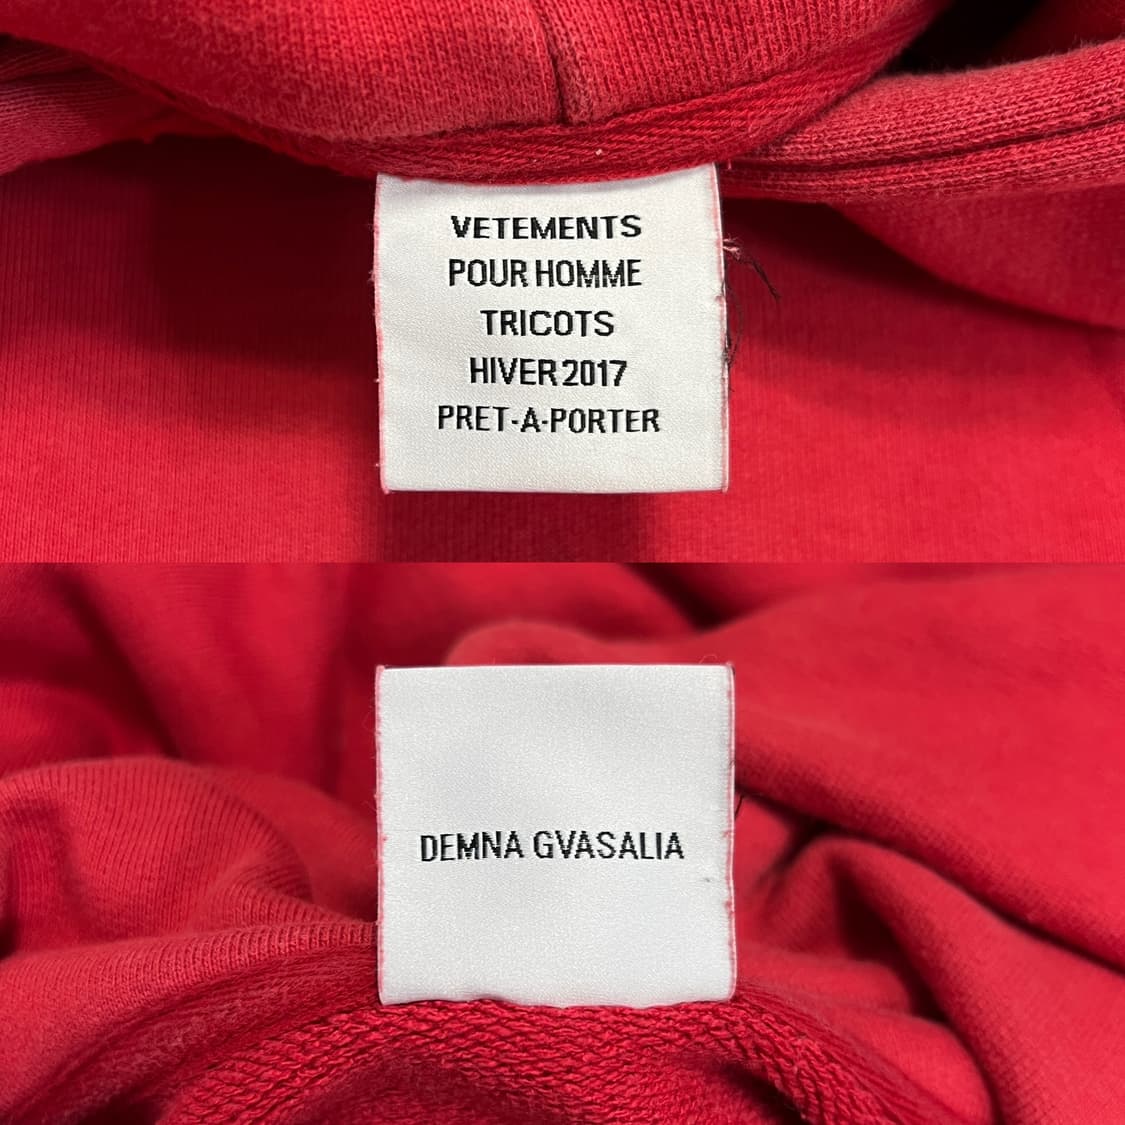 VETEMENTS
POUR HOMME
TRICOTS
HIVER 2017
PRET-A-PORTER
DEMNA GVASALIA